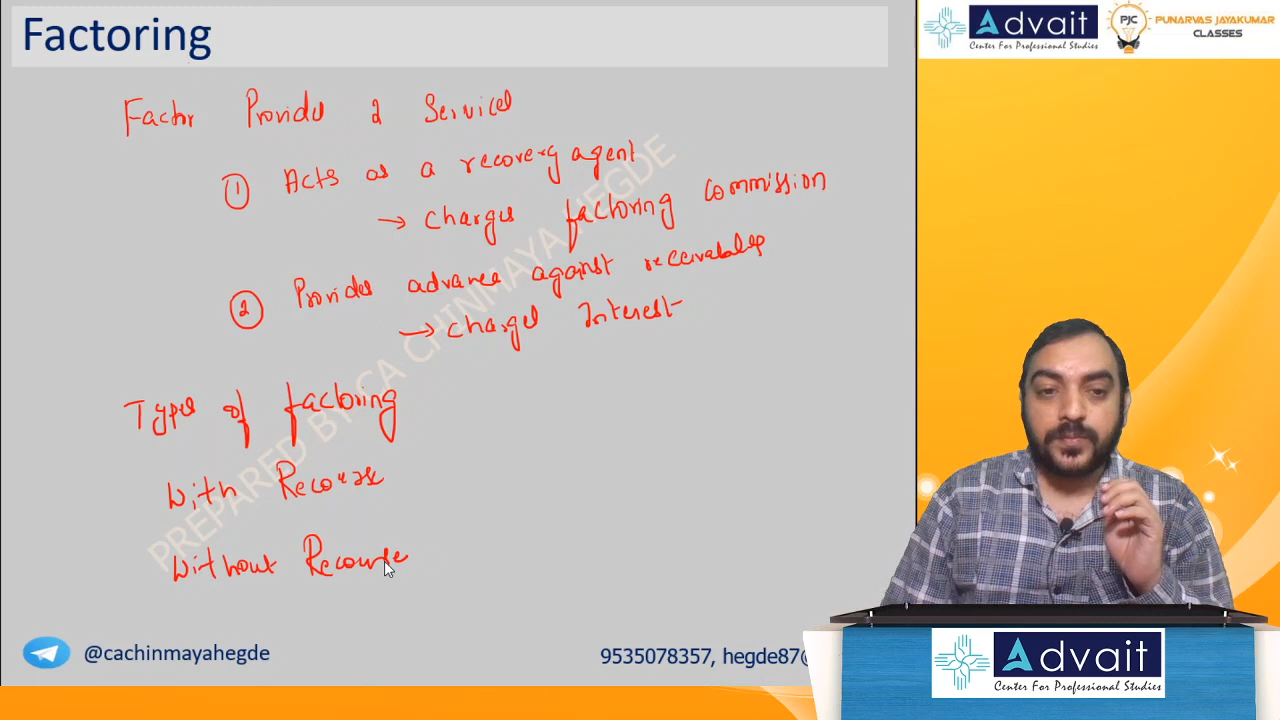 Factoring
Advait
Center For Professional Studies
PJC
PUNARVAS JAYAKUMAR
CLASSES
Factor Provides 2 Services
① Acts as a recovery agent
→ charges factoring commission
② Provides advance against receivables
→ charges Interest
Types of factoring
With Recourse
Without Recourse
PREPARED BY CA CHINMAYA HEGDE
@cachinmayahegde
9535078357, hegde87@
Advait
Center For Professional Studies